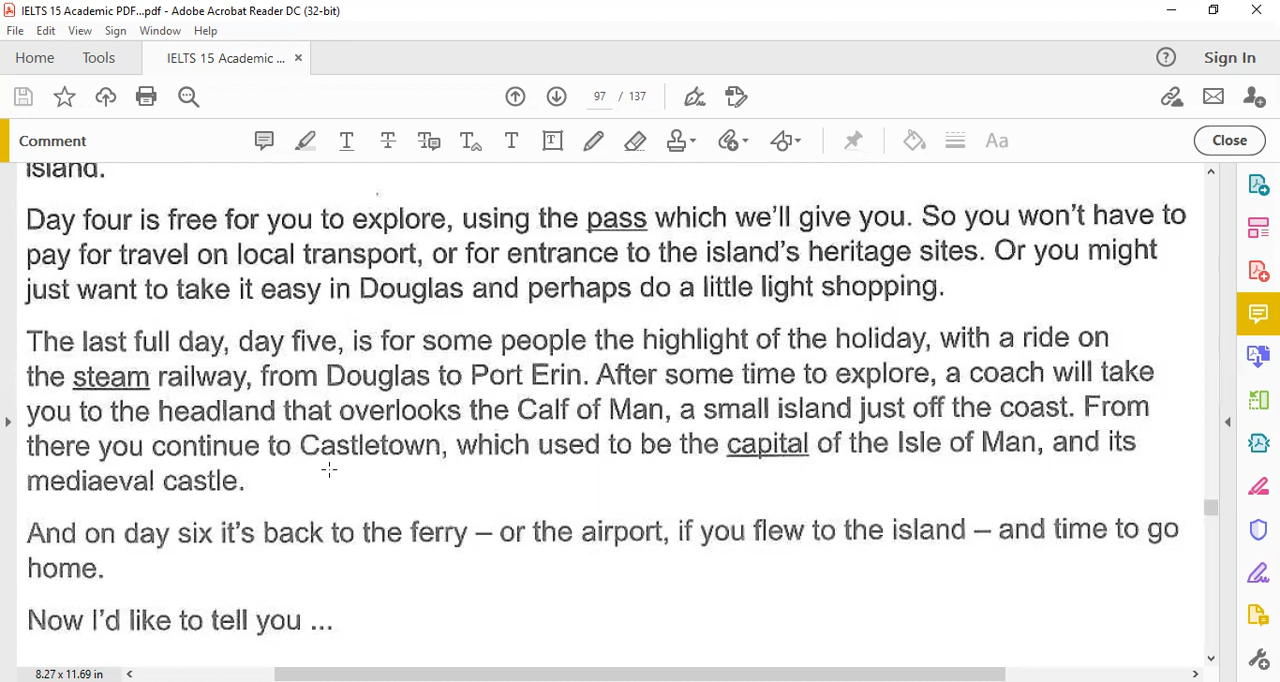 IELTS 15 Academic PDF...pdf - Adobe Acrobat Reader DC (32-bit)
File Edit View Sign Window Help
Home Tools IELTS 15 Academic ... × Sign In
97 / 137
Comment Close
island.
Day four is free for you to explore, using the pass which we'll give you. So you won't have to
pay for travel on local transport, or for entrance to the island's heritage sites. Or you might
just want to take it easy in Douglas and perhaps do a little light shopping.
The last full day, day five, is for some people the highlight of the holiday, with a ride on
the steam railway, from Douglas to Port Erin. After some time to explore, a coach will take
you to the headland that overlooks the Calf of Man, a small island just off the coast. From
there you continue to Castletown, which used to be the capital of the Isle of Man, and its
mediaeval castle.
And on day six it's back to the ferry – or the airport, if you flew to the island – and time to go
home.
Now I'd like to tell you ...
8.27 x 11.69 in